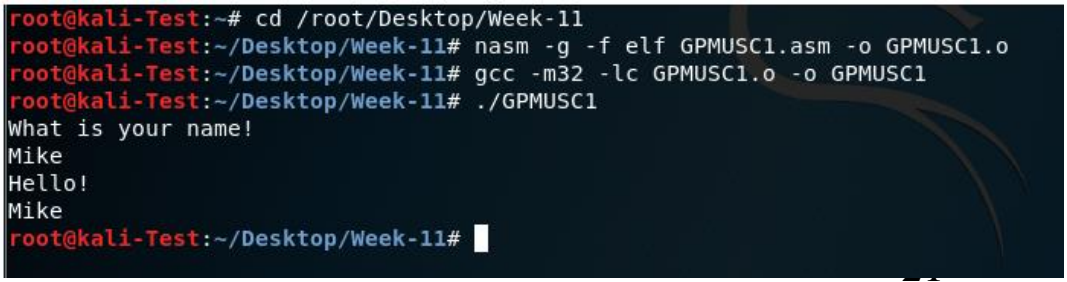 root@kali-Test:~# cd /root/Desktop/Week-11
root@kali-Test:~/Desktop/Week-11# nasm -g -f elf GPMUSC1.asm -o GPMUSC1.o
root@kali-Test:~/Desktop/Week-11# gcc -m32 -lc GPMUSC1.o -o GPMUSC1
root@kali-Test:~/Desktop/Week-11# ./GPMUSC1
What is your name!
Mike
Hello!
Mike
root@kali-Test:~/Desktop/Week-11#